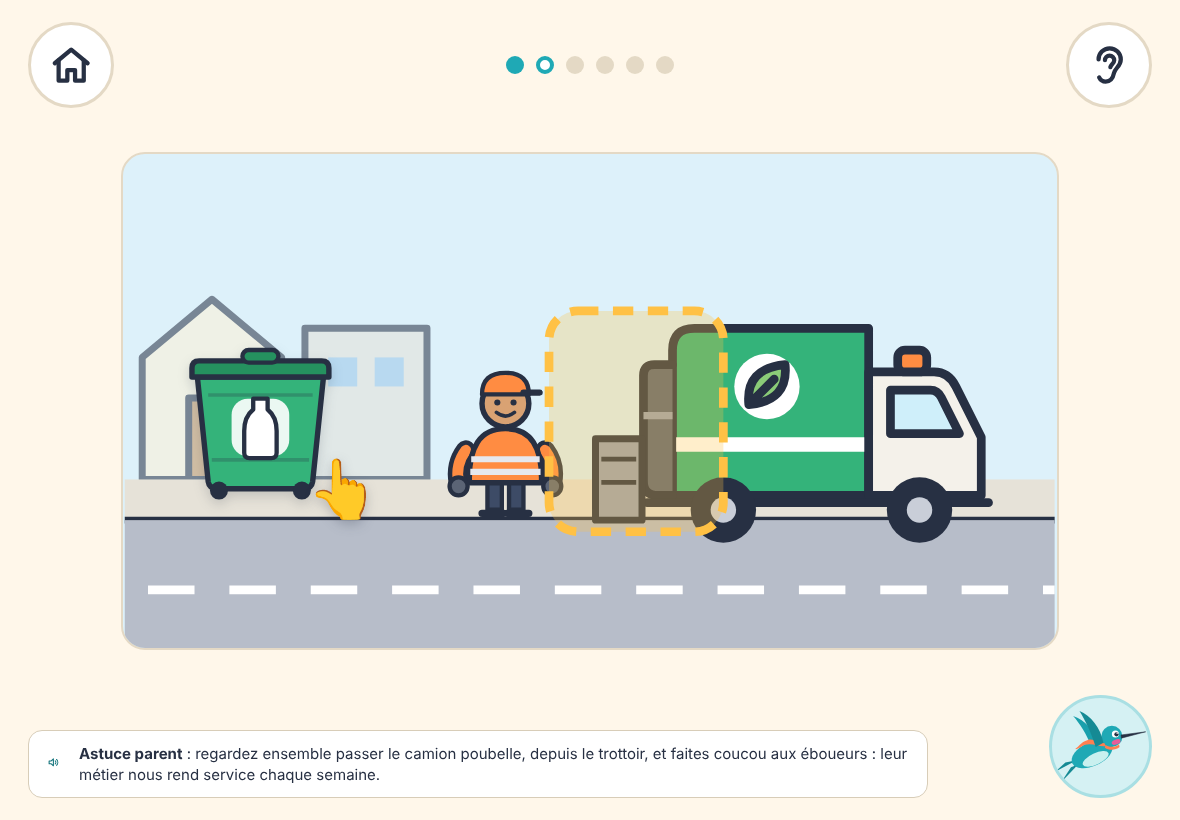 Astuce parent : regardez ensemble passer le camion poubelle, depuis le trottoir, et faites coucou aux éboueurs : leur
métier nous rend service chaque semaine.